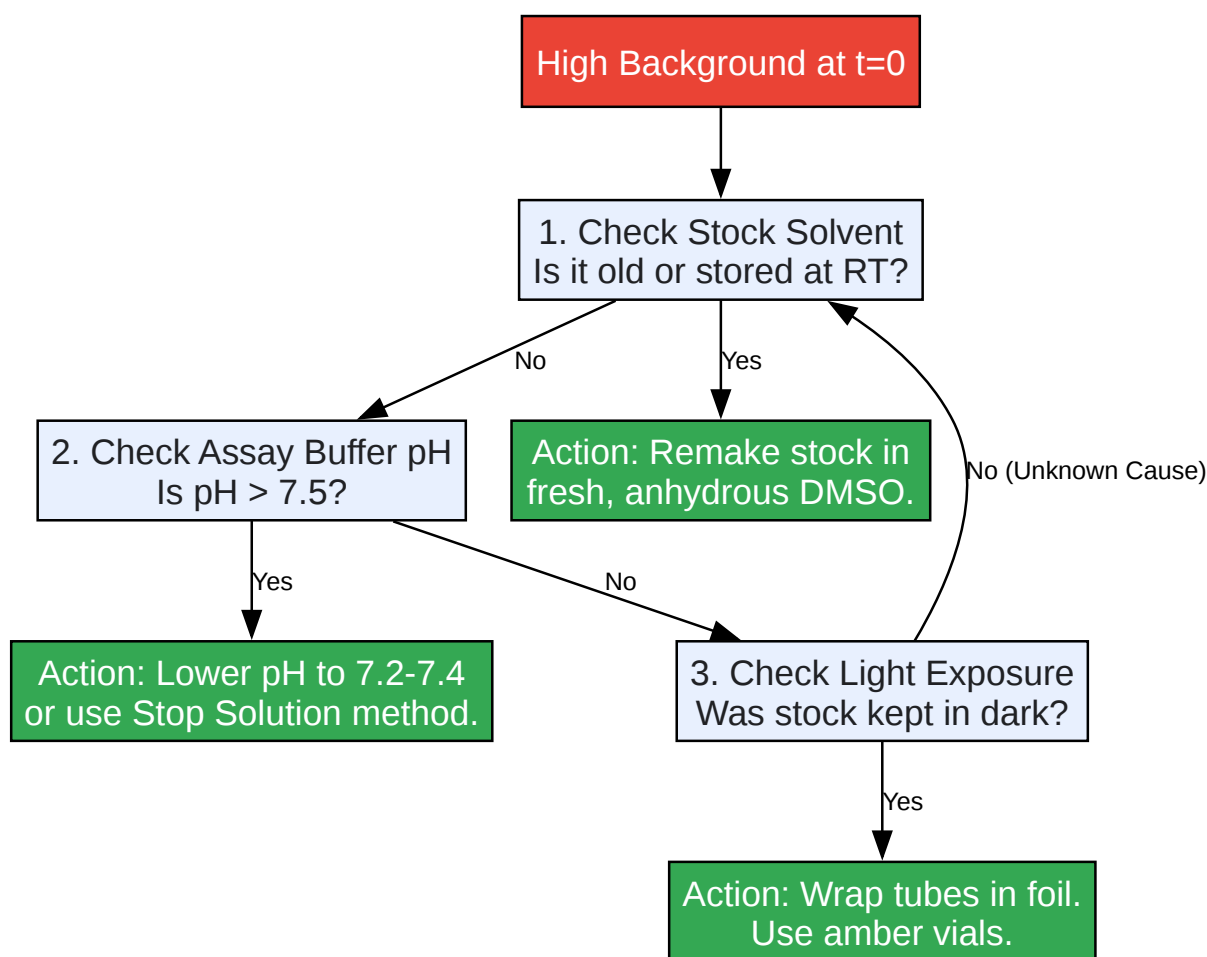 High Background at t=0
1. Check Stock Solvent
Is it old or stored at RT?
No
Yes
2. Check Assay Buffer pH
Is pH > 7.5?
Action: Remake stock in
fresh, anhydrous DMSO.
No (Unknown Cause)
Yes
No
Action: Lower pH to 7.2-7.4
or use Stop Solution method.
3. Check Light Exposure
Was stock kept in dark?
Yes
Action: Wrap tubes in foil.
Use amber vials.